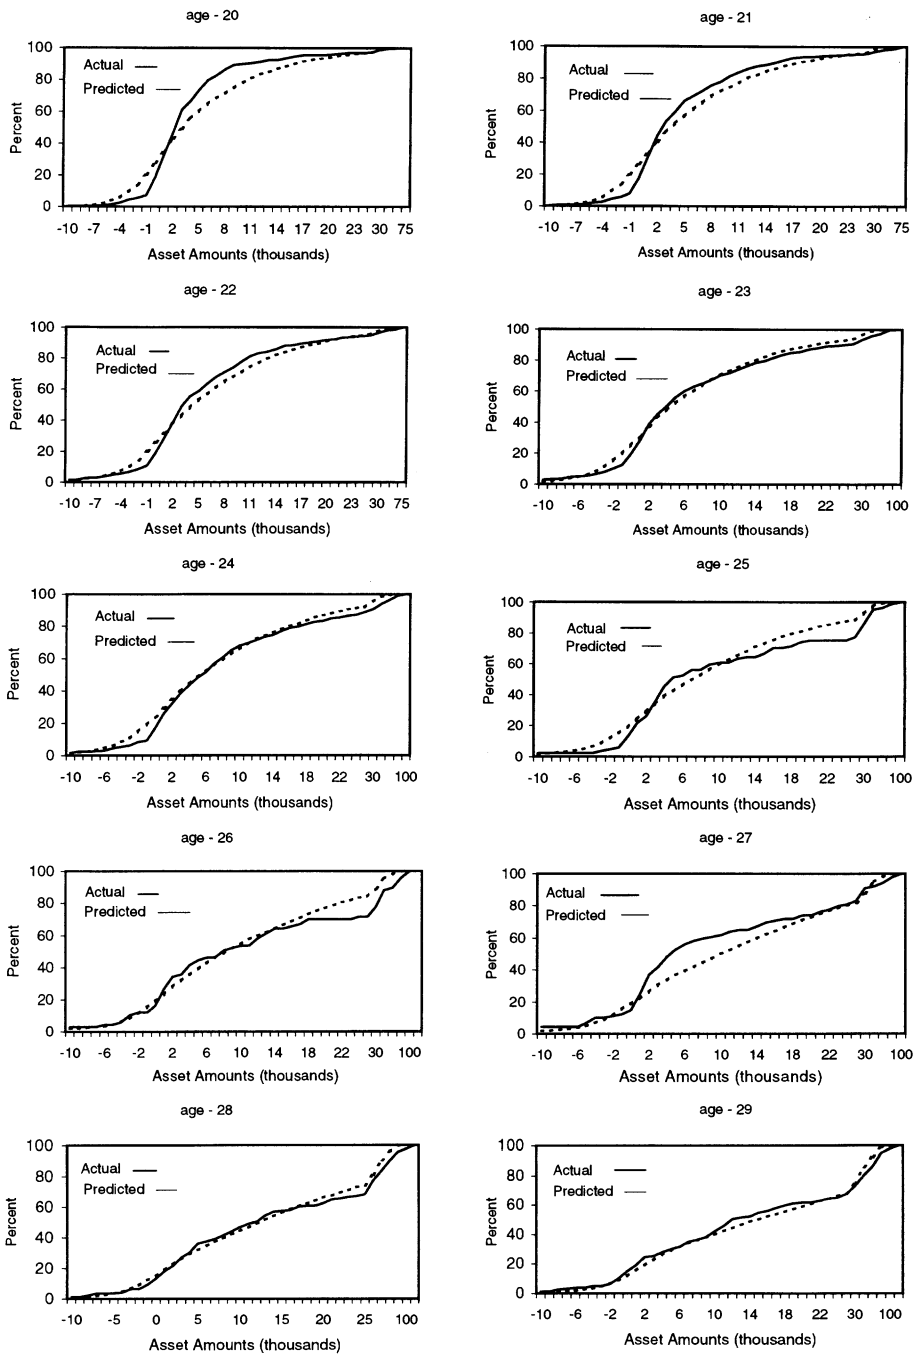 age - 20
100
80
60
40
20
0
Percent
Actual
Predicted
-10 -7 -4 -1 2 5 8 11 14 17 20 23 30 75
Asset Amounts (thousands)
age - 21
100
80
60
40
20
0
Percent
Actual
Predicted
-10 -7 -4 -1 2 5 8 11 14 17 20 23 30 75
Asset Amounts (thousands)
age - 22
100
80
60
40
20
0
Percent
Actual
Predicted
-10 -7 -4 -1 2 5 8 11 14 17 20 23 30 75
Asset Amounts (thousands)
age - 23
100
80
60
40
20
0
Percent
Actual
Predicted
-10 -6 -2 2 6 10 14 18 22 30 100
Asset Amounts (thousands)
age - 24
100
80
60
40
20
0
Percent
Actual
Predicted
-10 -6 -2 2 6 10 14 18 22 30 100
Asset Amounts (thousands)
age - 25
100
80
60
40
20
0
Percent
Actual
Predicted
-10 -6 -2 2 6 10 14 18 22 30 100
Asset Amounts (thousands)
age - 26
100
80
60
40
20
0
Percent
Actual
Predicted
-10 -6 -2 2 6 10 14 18 22 30 100
Asset Amounts (thousands)
age - 27
100
80
60
40
20
0
Percent
Actual
Predicted
-10 -6 -2 2 6 10 14 18 22 30 100
Asset Amounts (thousands)
age - 28
100
80
60
40
20
0
Percent
Actual
Predicted
-10 -5 0 5 10 15 20 25 100
Asset Amounts (thousands)
age - 29
100
80
60
40
20
0
Percent
Actual
Predicted
-10 -6 -2 2 6 10 14 18 22 30 100
Asset Amounts (thousands)